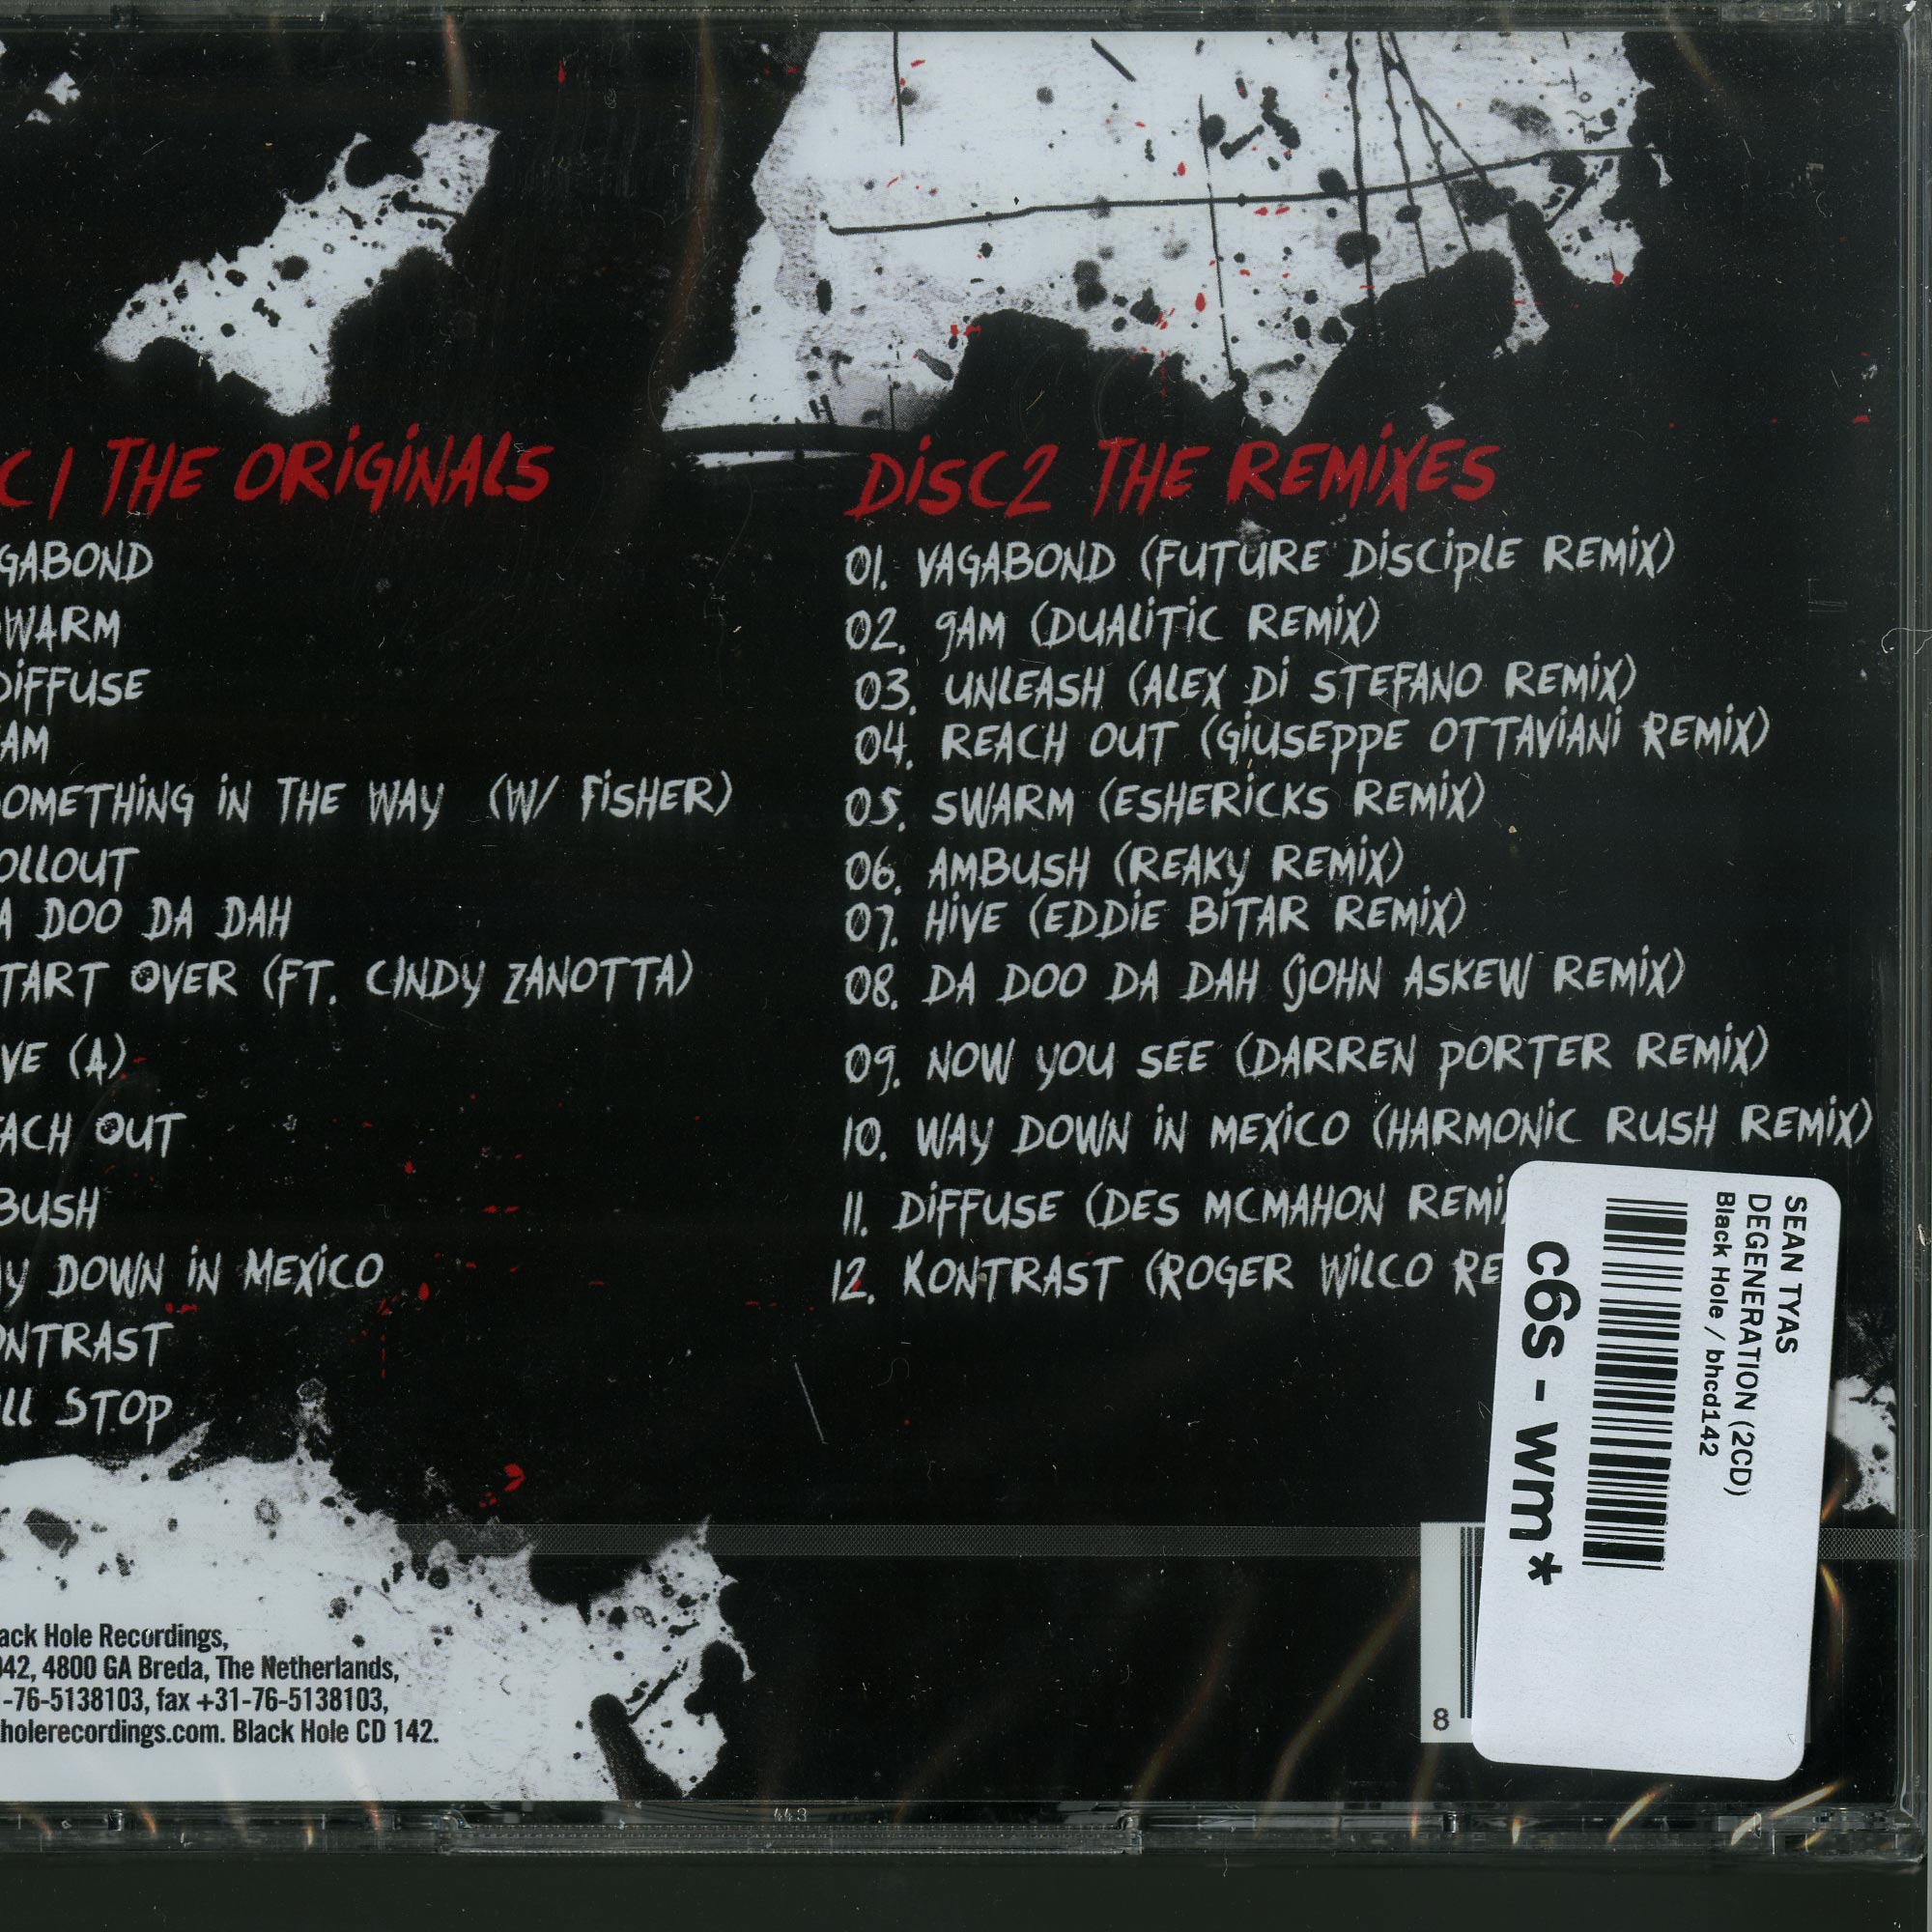 C 1 THE ORIGINALS
GABOND
WARM
DIFFUSE
AM
OMETHING IN THE WAY (W/ FISHER)
OLLOUT
A DOO DA DAH
TART OVER (FT. CINDY ZANOTTA)
VE (A)
ACH OUT
BUSH
Y DOWN IN MEXICO
ONTRAST
LL STOP
DISC2 THE REMIXES
01. VAGABOND (FUTURE DISCIPLE REMIX)
02. 9AM (DUALITIC REMIX)
03. UNLEASH (ALEX DI STEFANO REMIX)
04. REACH OUT (GIUSEPPE OTTAVIANI REMIX)
05. SWARM (ESHERICKS REMIX)
06. AMBUSH (REAKY REMIX)
07. HIVE (EDDIE BITAR REMIX)
08. DA DOO DA DAH (JOHN ASKEW REMIX)
09. NOW YOU SEE (DARREN PORTER REMIX)
10. WAY DOWN IN MEXICO (HARMONIC RUSH REMIX)
11. DIFFUSE (DES MCMAHON REMI
12. KONTRAST (ROGER WILCO RE
SEAN TYAS
DEGENERATION (2CD)
Black Hole / bhcd142
c6s - wm*
ack Hole Recordings,
042, 4800 GA Breda, The Netherlands,
-76-5138103, fax +31-76-5138103,
holerecordings.com. Black Hole CD 142.
8
443